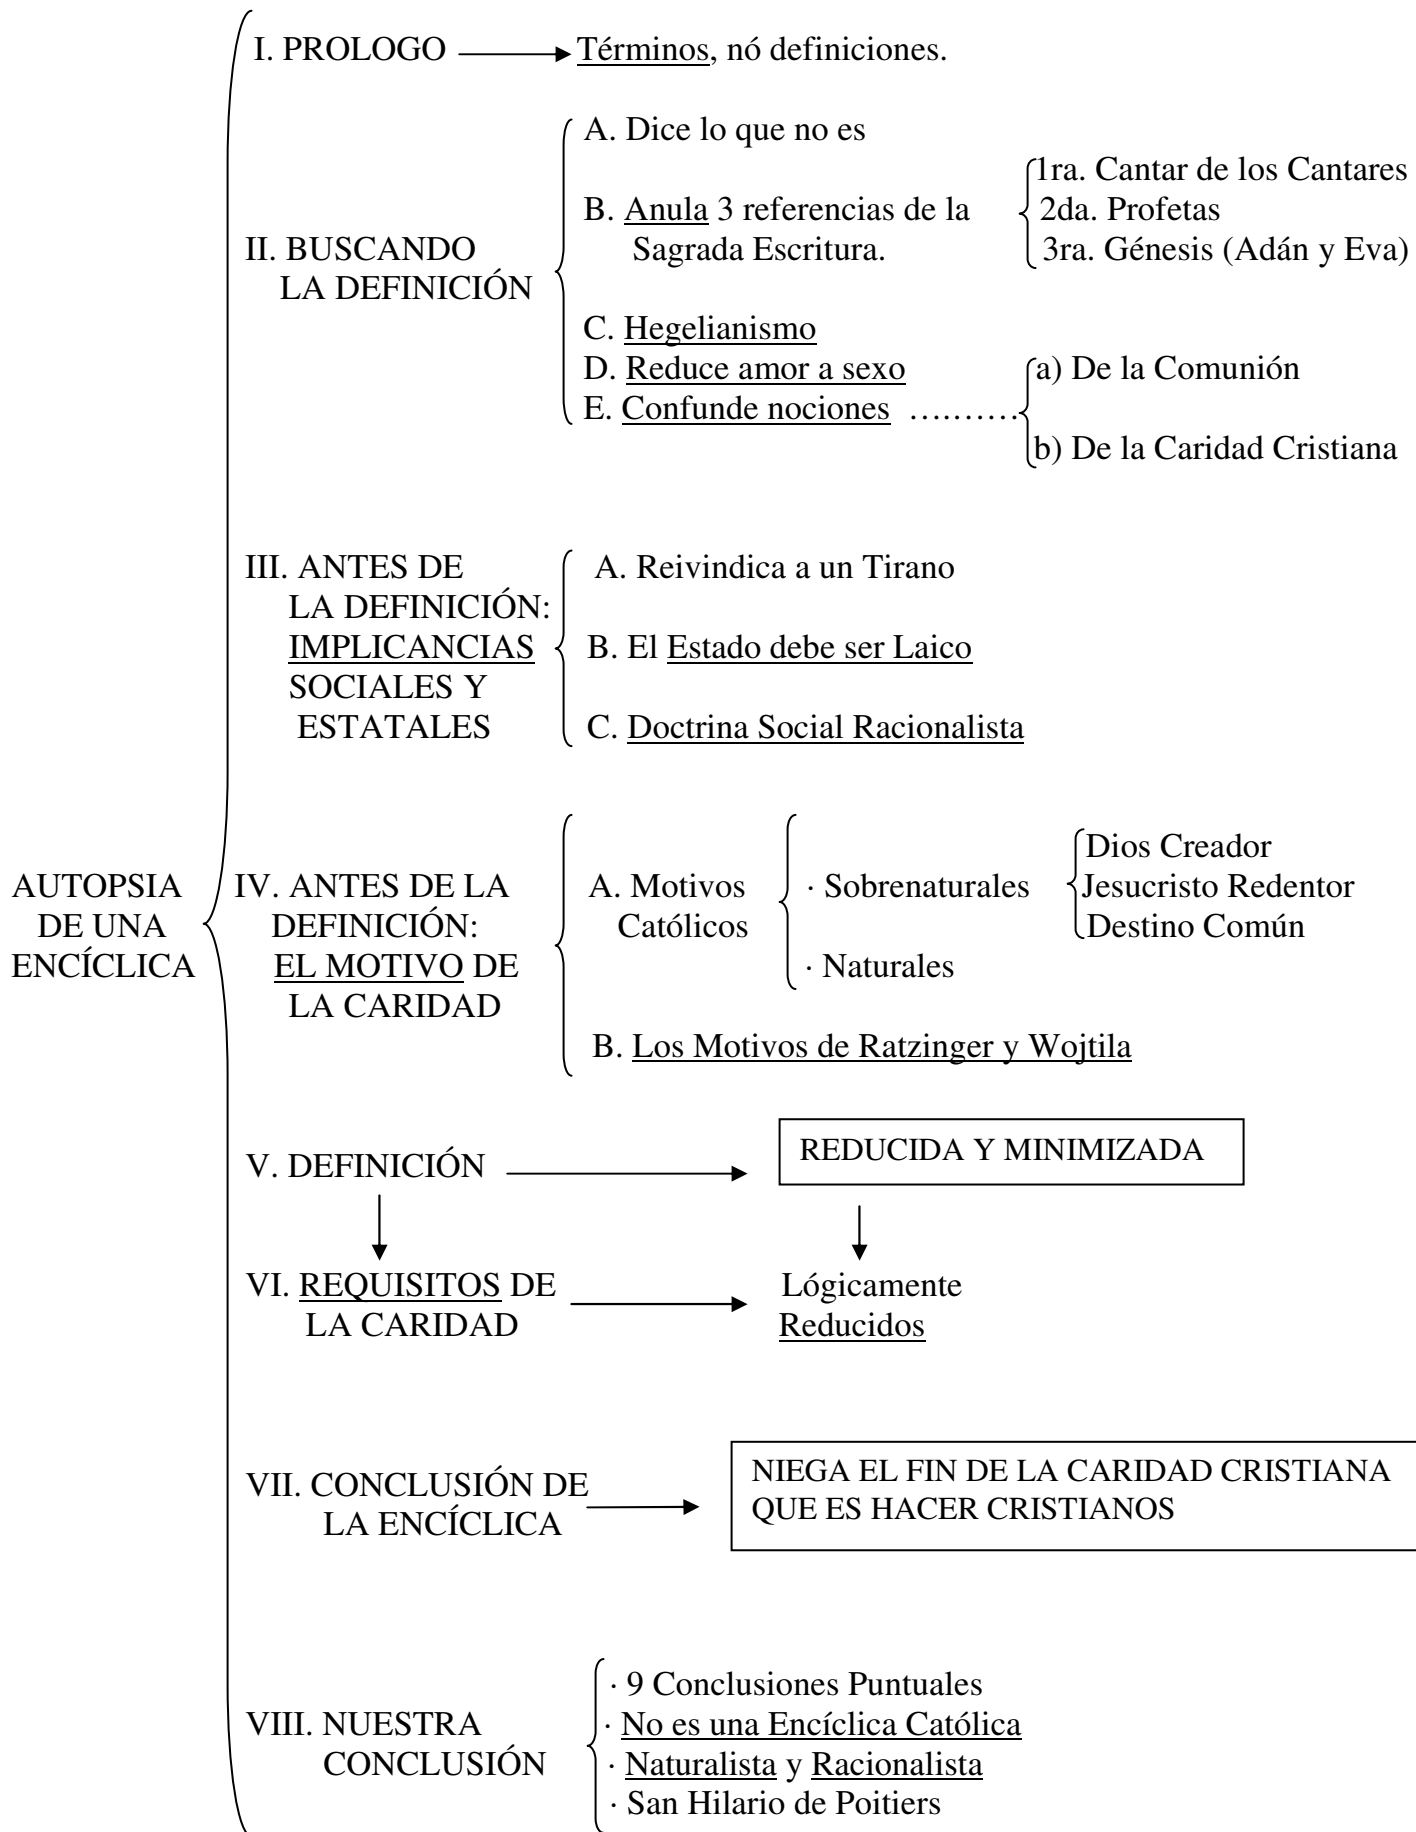 AUTOPSIA
DE UNA
ENCÍCLICA
I. PROLOGO
Términos, nó definiciones.
II. BUSCANDO
LA DEFINICIÓN
A. Dice lo que no es
B. Anula 3 referencias de la
Sagrada Escritura.
1ra. Cantar de los Cantares
2da. Profetas
3ra. Génesis (Adán y Eva)
C. Hegelianismo
D. Reduce amor a sexo
E. Confunde nociones ..........
a) De la Comunión
b) De la Caridad Cristiana
III. ANTES DE
LA DEFINICIÓN:
IMPLICANCIAS
SOCIALES Y
ESTATALES
A. Reivindica a un Tirano
B. El Estado debe ser Laico
C. Doctrina Social Racionalista
IV. ANTES DE LA
DEFINICIÓN:
EL MOTIVO DE
LA CARIDAD
A. Motivos
Católicos
· Sobrenaturales
Dios Creador
Jesucristo Redentor
Destino Común
· Naturales
B. Los Motivos de Ratzinger y Wojtila
V. DEFINICIÓN
REDUCIDA Y MINIMIZADA
VI. REQUISITOS DE
LA CARIDAD
Lógicamente
Reducidos
VII. CONCLUSIÓN DE
LA ENCÍCLICA
NIEGA EL FIN DE LA CARIDAD CRISTIANA
QUE ES HACER CRISTIANOS
VIII. NUESTRA
CONCLUSIÓN
· 9 Conclusiones Puntuales
· No es una Encíclica Católica
· Naturalista y Racionalista
· San Hilario de Poitiers